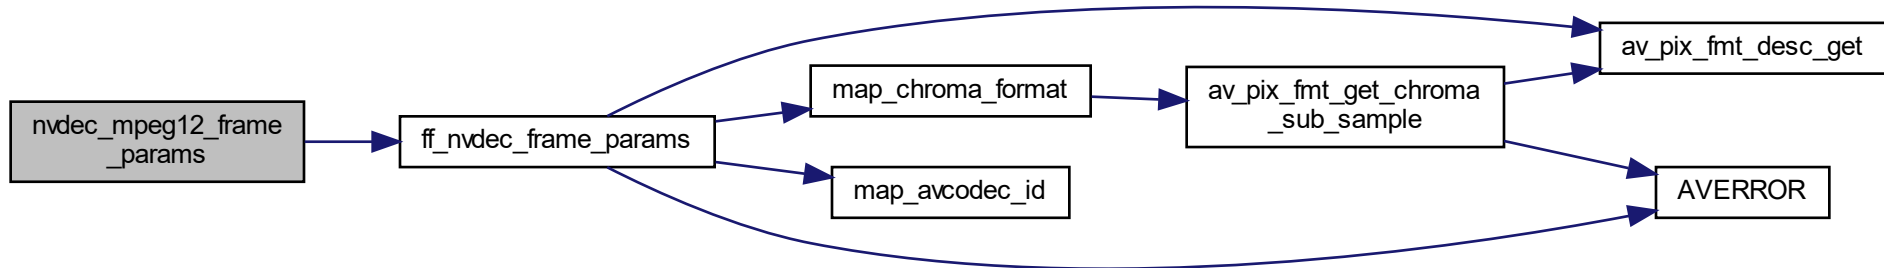 nvdec_mpeg12_frame
_params
ff_nvdec_frame_params
map_chroma_format
map_avcodec_id
av_pix_fmt_get_chroma
_sub_sample
av_pix_fmt_desc_get
AVERROR